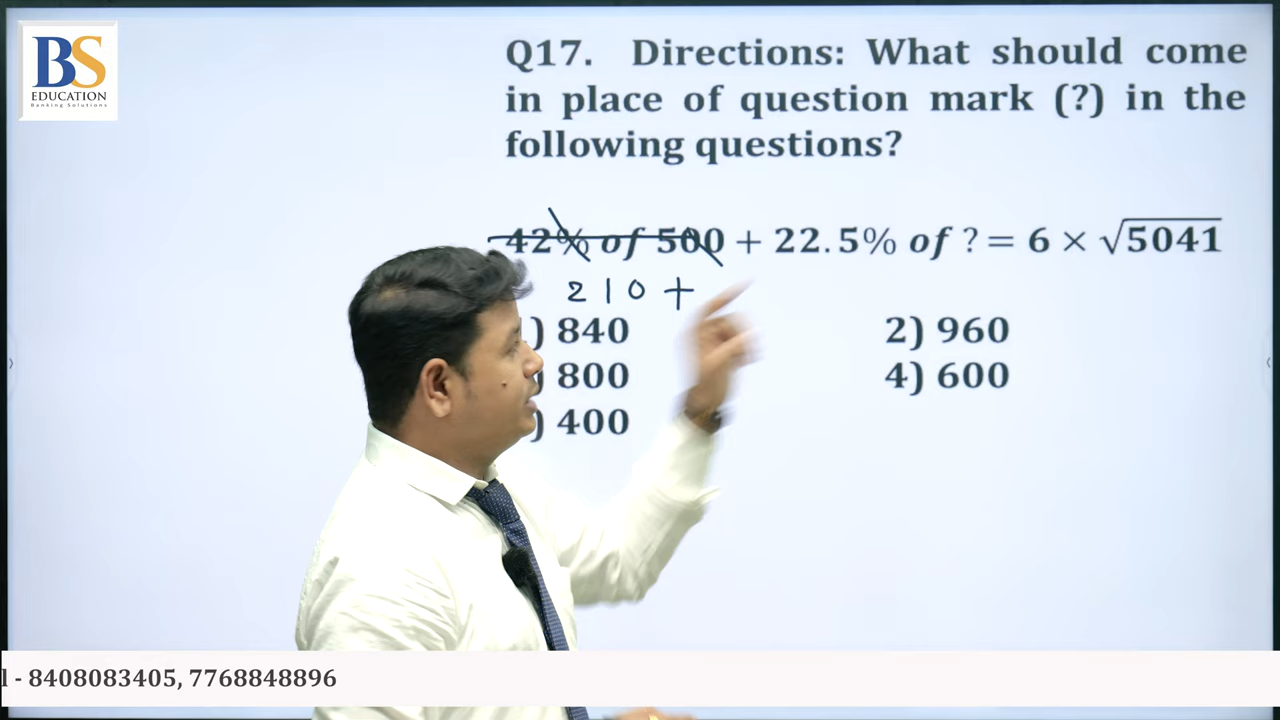 BS
EDUCATION
Banking Solutions
Q17. Directions: What should come
in place of question mark (?) in the
following questions?
42% of 500 + 22.5% of ? = 6 × √5041
210 +
) 840 2) 960
) 800 4) 600
) 400
l - 8408083405, 7768848896